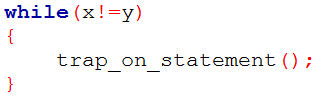 while(x!=y)
{
    trap_on_statement();
}